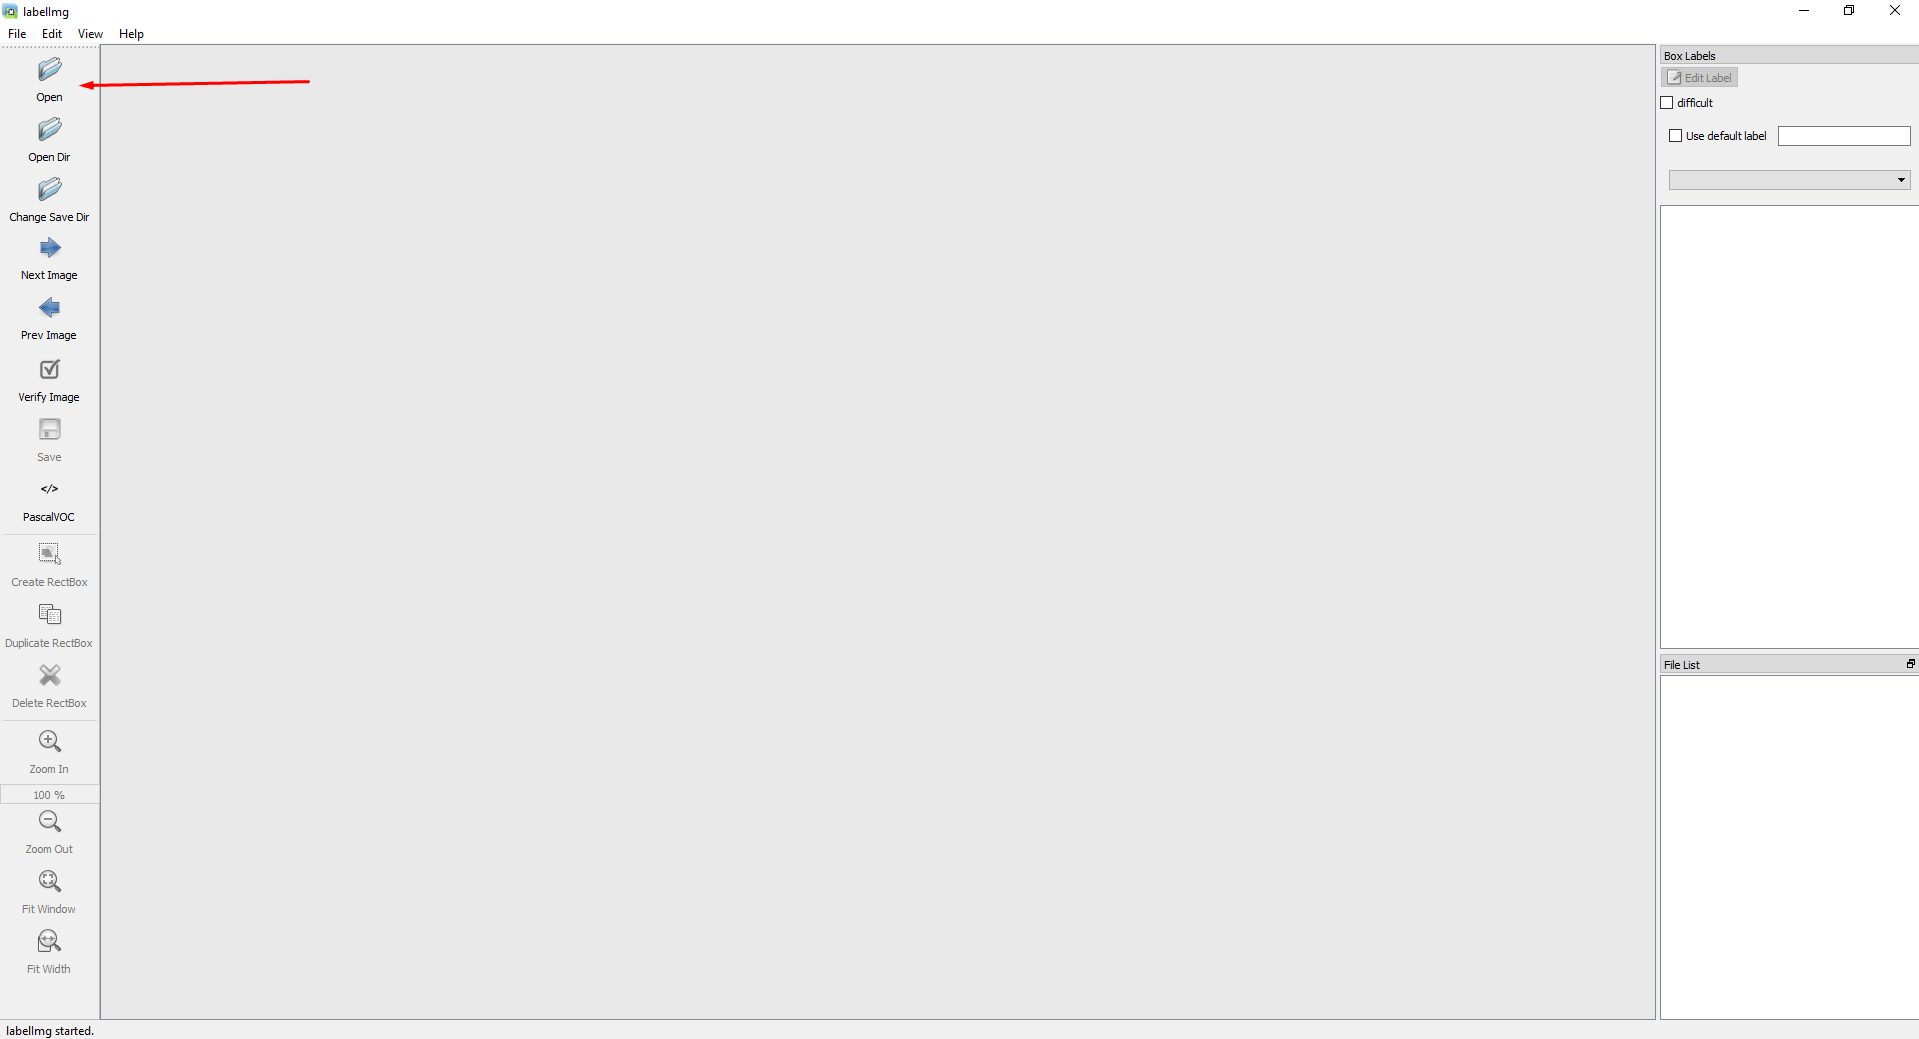 labelImg
File Edit View Help
Open
Open Dir
Change Save Dir
Next Image
Prev Image
Verify Image
Save
</>
PascalVOC
Create RectBox
Duplicate RectBox
Delete RectBox
Zoom In
100 %
Zoom Out
Fit Window
Fit Width
Box Labels
Edit Label
difficult
Use default label
File List
labelImg started.